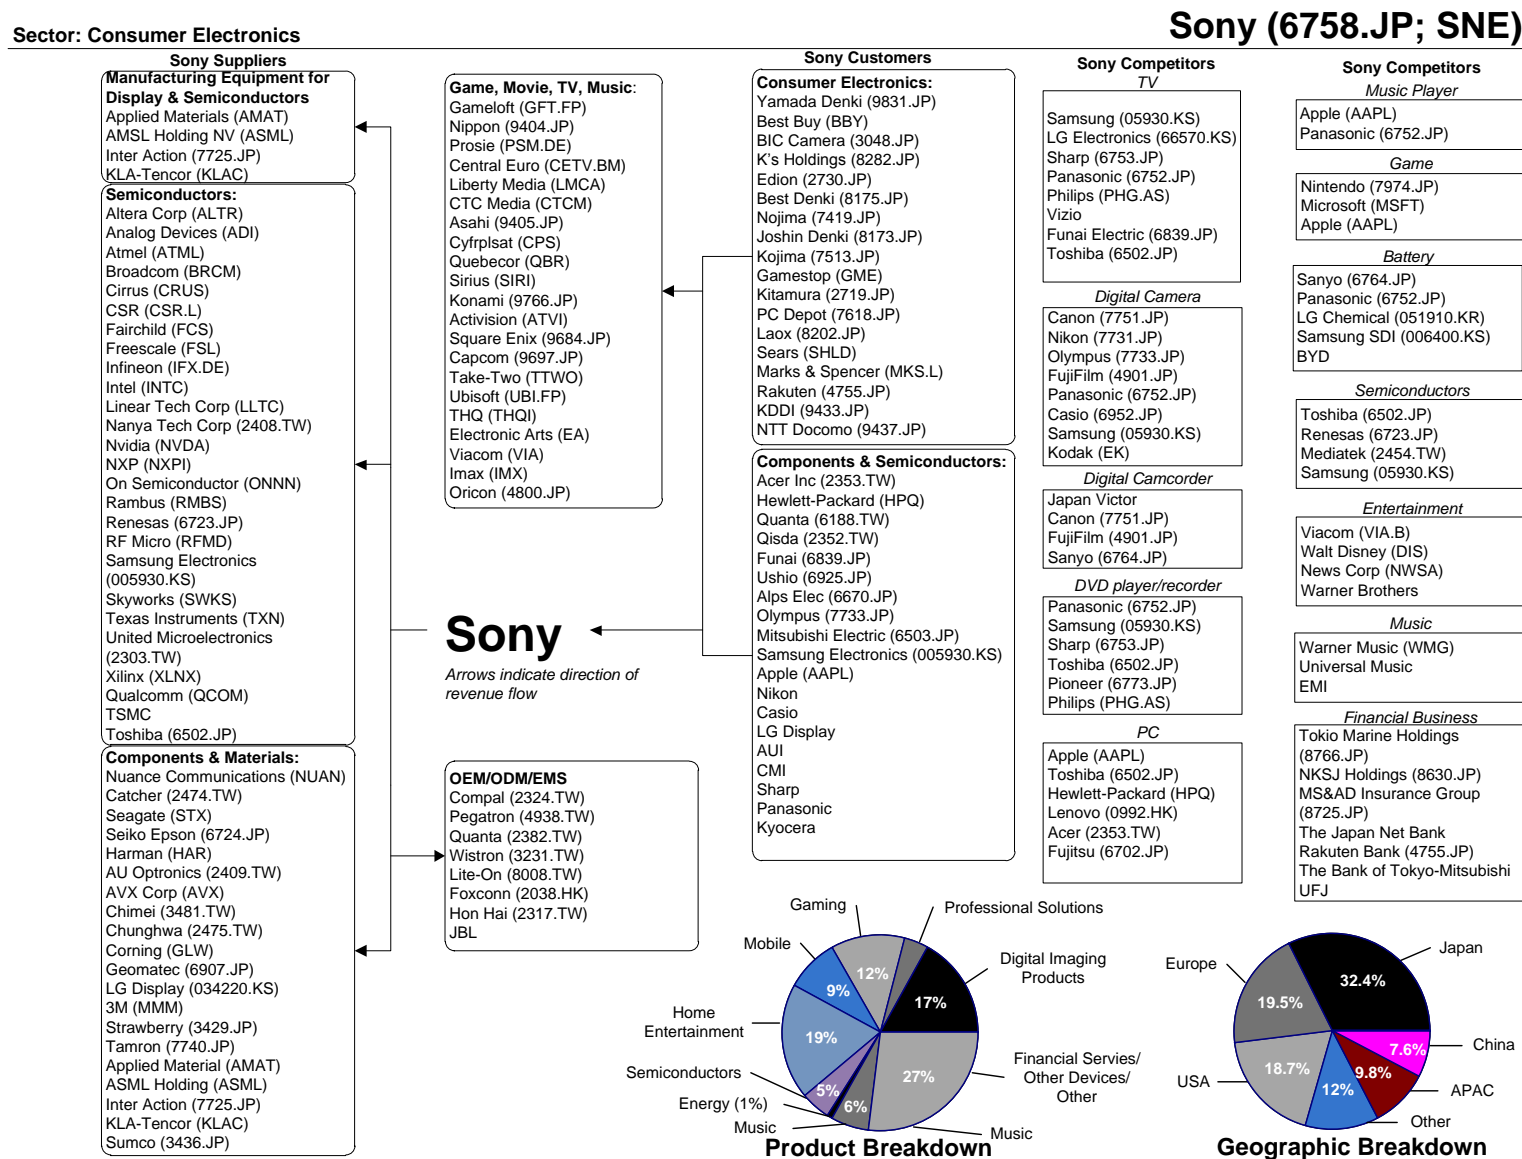 Sector: Consumer Electronics
Sony (6758.JP; SNE)
Sony Suppliers
Manufacturing Equipment for
Display & Semiconductors
Applied Materials (AMAT)
AMSL Holding NV (ASML)
Inter Action (7725.JP)
KLA-Tencor (KLAC)
Semiconductors:
Altera Corp (ALTR)
Analog Devices (ADI)
Atmel (ATML)
Broadcom (BRCM)
Cirrus (CRUS)
CSR (CSR.L)
Fairchild (FCS)
Freescale (FSL)
Infineon (IFX.DE)
Intel (INTC)
Linear Tech Corp (LLTC)
Nanya Tech Corp (2408.TW)
Nvidia (NVDA)
NXP (NXPI)
On Semiconductor (ONNN)
Rambus (RMBS)
Renesas (6723.JP)
RF Micro (RFMD)
Samsung Electronics
(005930.KS)
Skyworks (SWKS)
Texas Instruments (TXN)
United Microelectronics
(2303.TW)
Xilinx (XLNX)
Qualcomm (QCOM)
TSMC
Toshiba (6502.JP)
Components & Materials:
Nuance Communications (NUAN)
Catcher (2474.TW)
Seagate (STX)
Seiko Epson (6724.JP)
Harman (HAR)
AU Optronics (2409.TW)
AVX Corp (AVX)
Chimei (3481.TW)
Chunghwa (2475.TW)
Corning (GLW)
Geomatec (6907.JP)
LG Display (034220.KS)
3M (MMM)
Strawberry (3429.JP)
Tamron (7740.JP)
Applied Material (AMAT)
ASML Holding (ASML)
Inter Action (7725.JP)
KLA-Tencor (KLAC)
Sumco (3436.JP)
Game, Movie, TV, Music:
Gameloft (GFT.FP)
Nippon (9404.JP)
Prosie (PSM.DE)
Central Euro (CETV.BM)
Liberty Media (LMCA)
CTC Media (CTCM)
Asahi (9405.JP)
Cyfrplsat (CPS)
Quebecor (QBR)
Sirius (SIRI)
Konami (9766.JP)
Activision (ATVI)
Square Enix (9684.JP)
Capcom (9697.JP)
Take-Two (TTWO)
Ubisoft (UBI.FP)
THQ (THQI)
Electronic Arts (EA)
Viacom (VIA)
Imax (IMX)
Oricon (4800.JP)
Sony
Arrows indicate direction of
revenue flow
OEM/ODM/EMS
Compal (2324.TW)
Pegatron (4938.TW)
Quanta (2382.TW)
Wistron (3231.TW)
Lite-On (8008.TW)
Foxconn (2038.HK)
Hon Hai (2317.TW)
JBL
Sony Customers
Consumer Electronics:
Yamada Denki (9831.JP)
Best Buy (BBY)
BIC Camera (3048.JP)
K's Holdings (8282.JP)
Edion (2730.JP)
Best Denki (8175.JP)
Nojima (7419.JP)
Joshin Denki (8173.JP)
Kojima (7513.JP)
Gamestop (GME)
Kitamura (2719.JP)
PC Depot (7618.JP)
Laox (8202.JP)
Sears (SHLD)
Marks & Spencer (MKS.L)
Rakuten (4755.JP)
KDDI (9433.JP)
NTT Docomo (9437.JP)
Components & Semiconductors:
Acer Inc (2353.TW)
Hewlett-Packard (HPQ)
Quanta (6188.TW)
Qisda (2352.TW)
Funai (6839.JP)
Ushio (6925.JP)
Alps Elec (6670.JP)
Olympus (7733.JP)
Mitsubishi Electric (6503.JP)
Samsung Electronics (005930.KS)
Apple (AAPL)
Nikon
Casio
LG Display
AUI
CMI
Sharp
Panasonic
Kyocera
Sony Competitors
TV
Samsung (05930.KS)
LG Electronics (66570.KS)
Sharp (6753.JP)
Panasonic (6752.JP)
Philips (PHG.AS)
Vizio
Funai Electric (6839.JP)
Toshiba (6502.JP)
Digital Camera
Canon (7751.JP)
Nikon (7731.JP)
Olympus (7733.JP)
FujiFilm (4901.JP)
Panasonic (6752.JP)
Casio (6952.JP)
Samsung (05930.KS)
Kodak (EK)
Digital Camcorder
Japan Victor
Canon (7751.JP)
FujiFilm (4901.JP)
Sanyo (6764.JP)
DVD player/recorder
Panasonic (6752.JP)
Samsung (05930.KS)
Sharp (6753.JP)
Toshiba (6502.JP)
Pioneer (6773.JP)
Philips (PHG.AS)
PC
Apple (AAPL)
Toshiba (6502.JP)
Hewlett-Packard (HPQ)
Lenovo (0992.HK)
Acer (2353.TW)
Fujitsu (6702.JP)
Sony Competitors
Music Player
Apple (AAPL)
Panasonic (6752.JP)
Game
Nintendo (7974.JP)
Microsoft (MSFT)
Apple (AAPL)
Battery
Sanyo (6764.JP)
Panasonic (6752.JP)
LG Chemical (051910.KR)
Samsung SDI (006400.KS)
BYD
Semiconductors
Toshiba (6502.JP)
Renesas (6723.JP)
Mediatek (2454.TW)
Samsung (05930.KS)
Entertainment
Viacom (VIA.B)
Walt Disney (DIS)
News Corp (NWSA)
Warner Brothers
Music
Warner Music (WMG)
Universal Music
EMI
Financial Business
Tokio Marine Holdings
(8766.JP)
NKSJ Holdings (8630.JP)
MS&AD Insurance Group
(8725.JP)
The Japan Net Bank
Rakuten Bank (4755.JP)
The Bank of Tokyo-Mitsubishi
UFJ
Gaming
Professional Solutions
Mobile
Digital Imaging
Products
12%
9%
17%
Home
Entertainment
19%
Semiconductors
5%
Energy (1%)
6%
27%
Financial Servies/
Other Devices/
Other
Music
Music
Product Breakdown
Japan
Europe
32.4%
19.5%
China
7.6%
USA
18.7%
12%
9.8%
APAC
Other
Geographic Breakdown